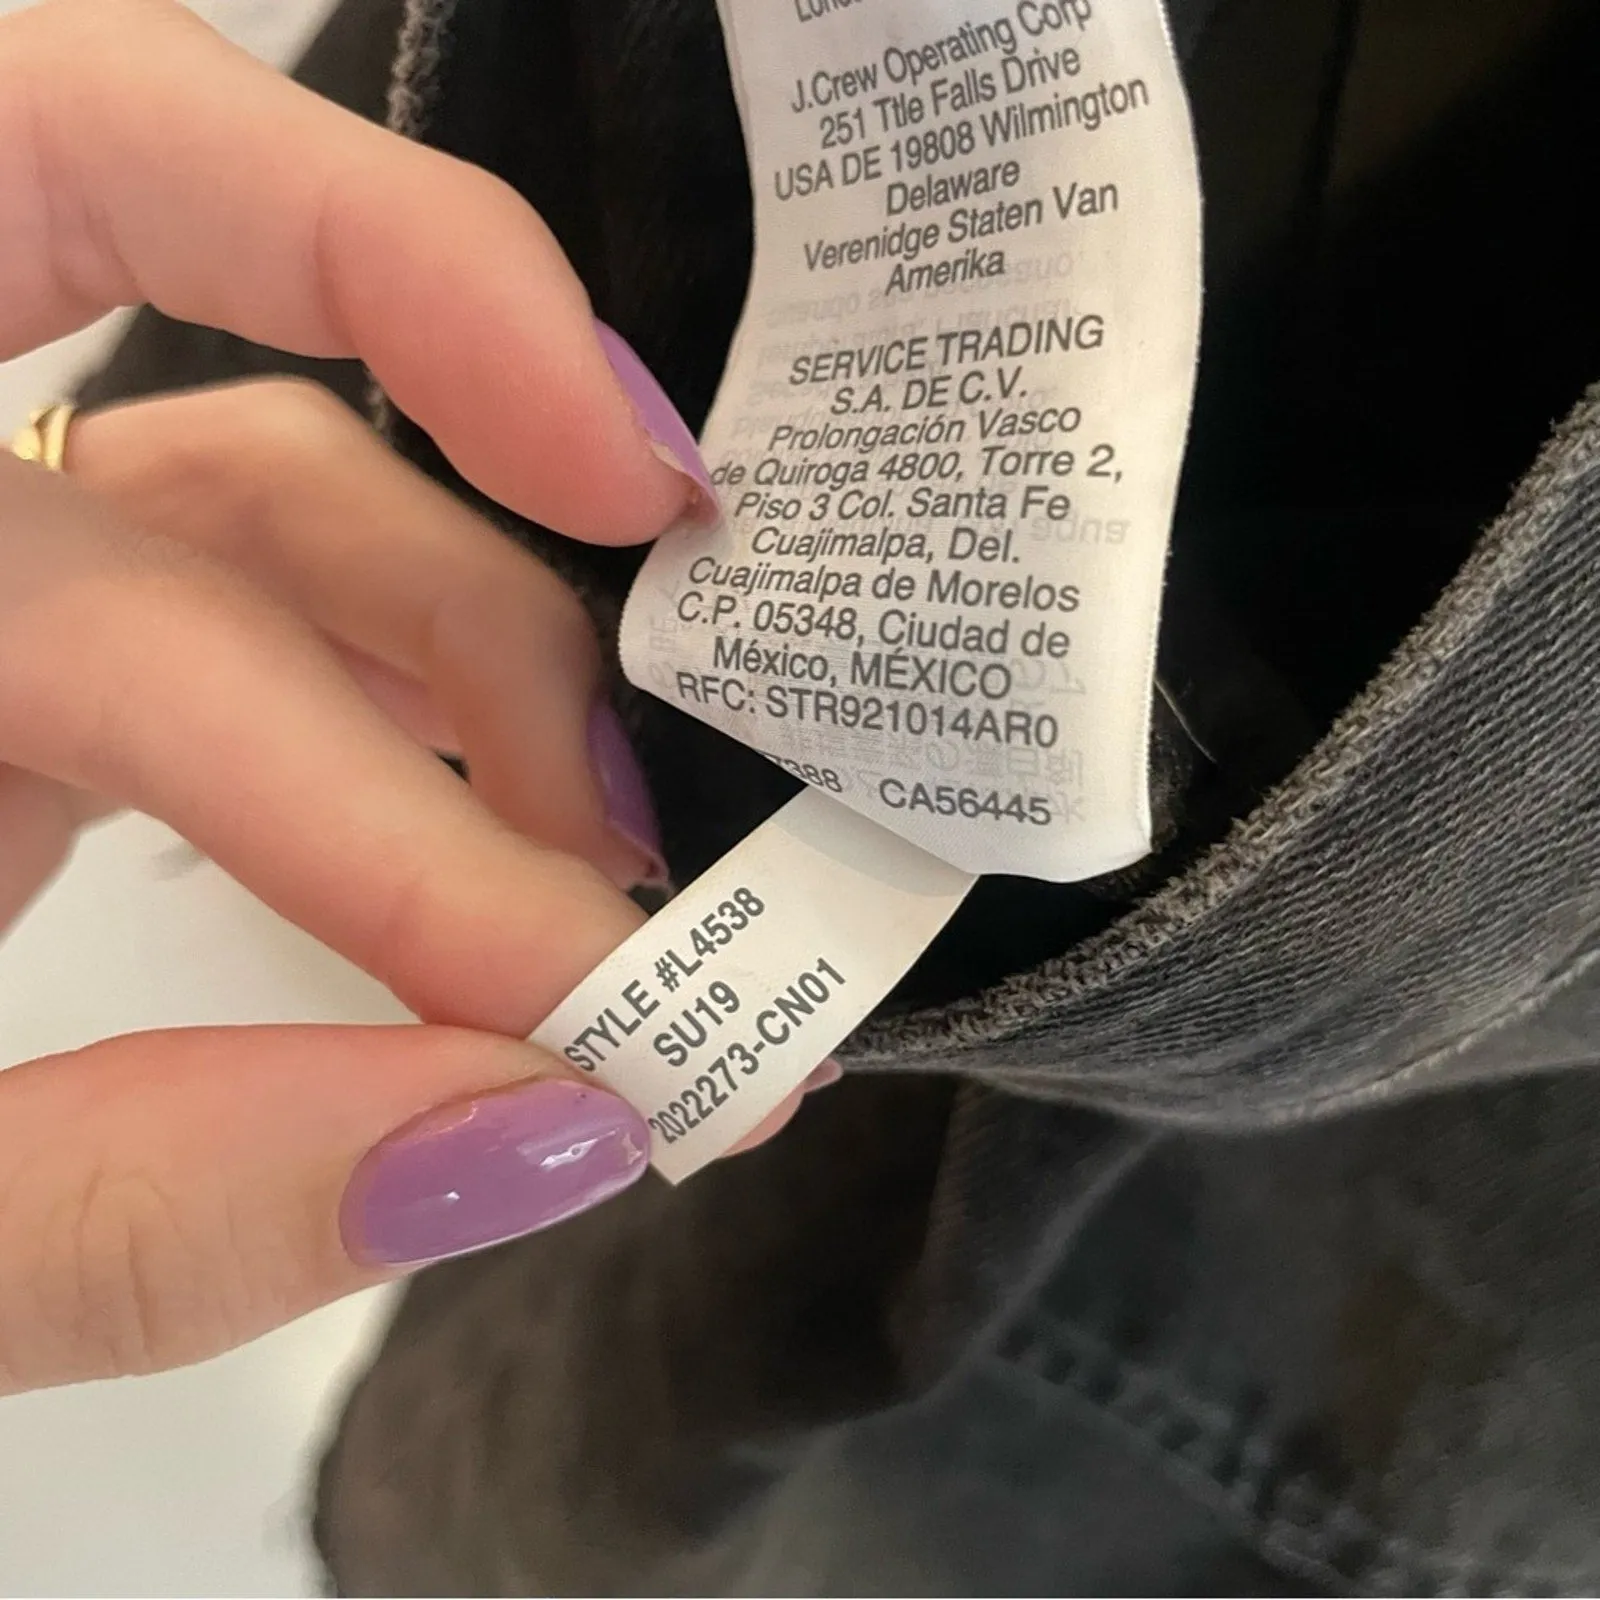 J.Crew Operating Corp
251 Ttle Falls Drive
USA DE 19808 Wilmington
Delaware
Verenidge Staten Van
Amerika
SERVICE TRADING
S.A. DE C.V.
Prolongación Vasco
de Quiroga 4800, Torre 2,
Piso 3 Col. Santa Fe
Cuajimalpa, Del.
Cuajimalpa de Morelos
C.P. 05348, Ciudad de
México, MÉXICO
RFC: STR921014AR0
CA56445
STYLE #L4538
SU19
2022273-CN01